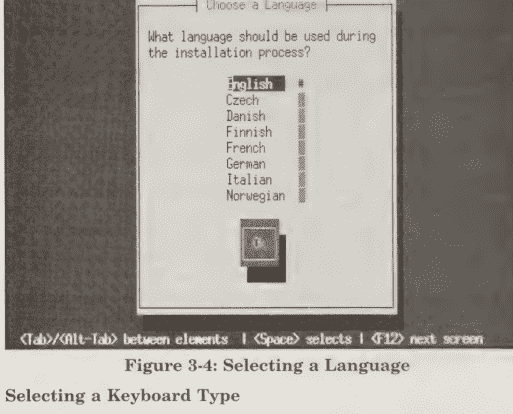 Choose a Language
What language should be used during
the installation process?
English #
Czech
Danish
Finnish
French
German
Italian
Norwegian
<Tab>/<Alt-Tab> between elements | <Space> selects | <F12> next screen
Figure 3-4: Selecting a Language
Selecting a Keyboard Type